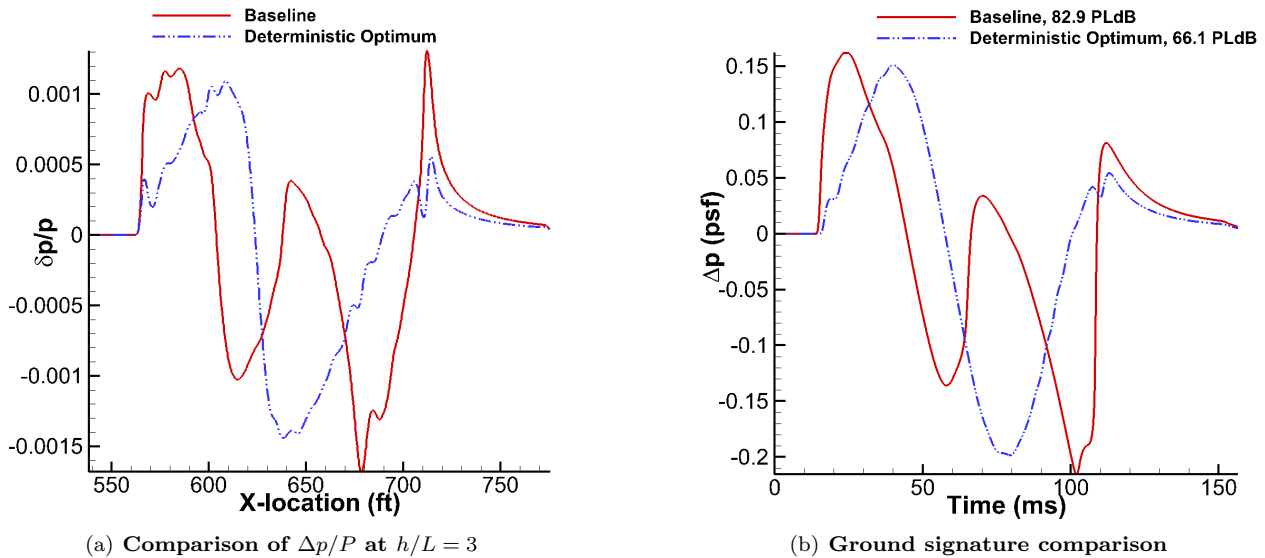 Baseline
Deterministic Optimum
0.001
0.0005
0
-0.0005
-0.001
-0.0015
δp/p
550
600
650
700
750
X-location (ft)
(a) Comparison of Δp/P at h/L = 3
Baseline, 82.9 PLdB
Deterministic Optimum, 66.1 PLdB
0.15
0.1
0.05
0
-0.05
-0.1
-0.15
-0.2
Δp (psf)
0
50
100
150
Time (ms)
(b) Ground signature comparison